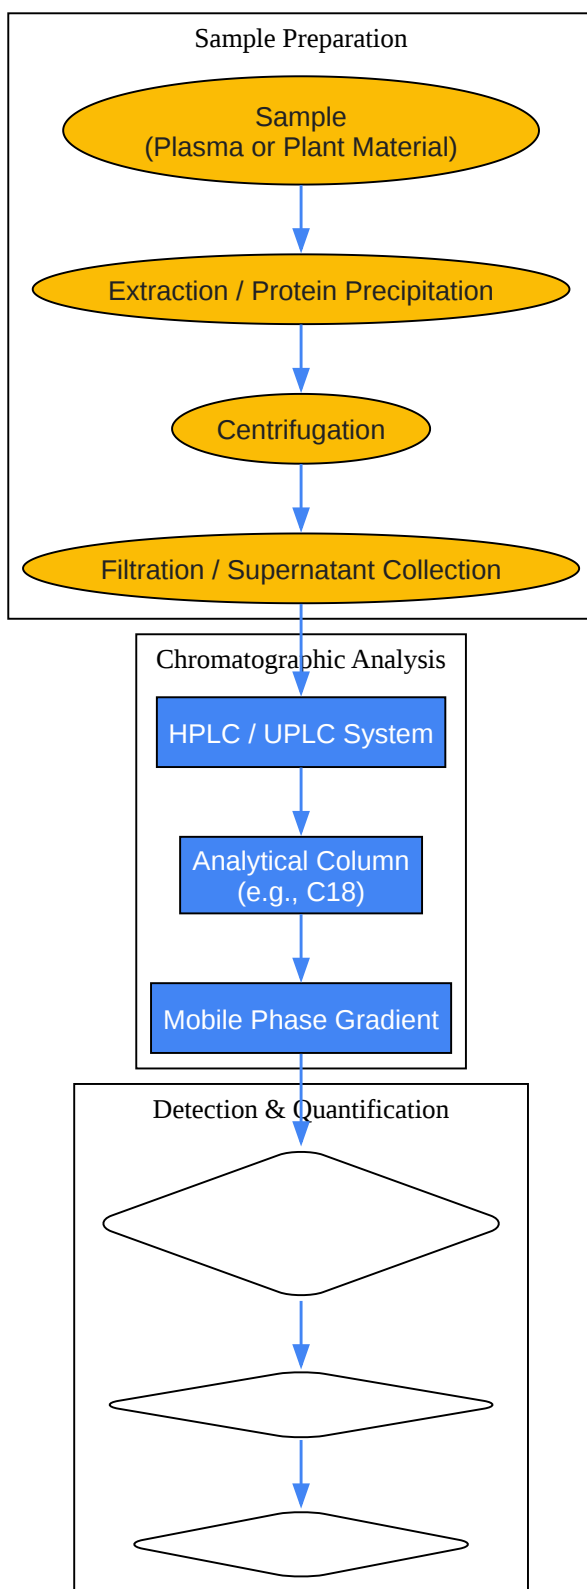 Sample Preparation
Sample
(Plasma or Plant Material)
Extraction / Protein Precipitation
Centrifugation
Filtration / Supernatant Collection
Chromatographic Analysis
HPLC / UPLC System
Analytical Column
(e.g., C18)
Mobile Phase Gradient
Detection & Quantification